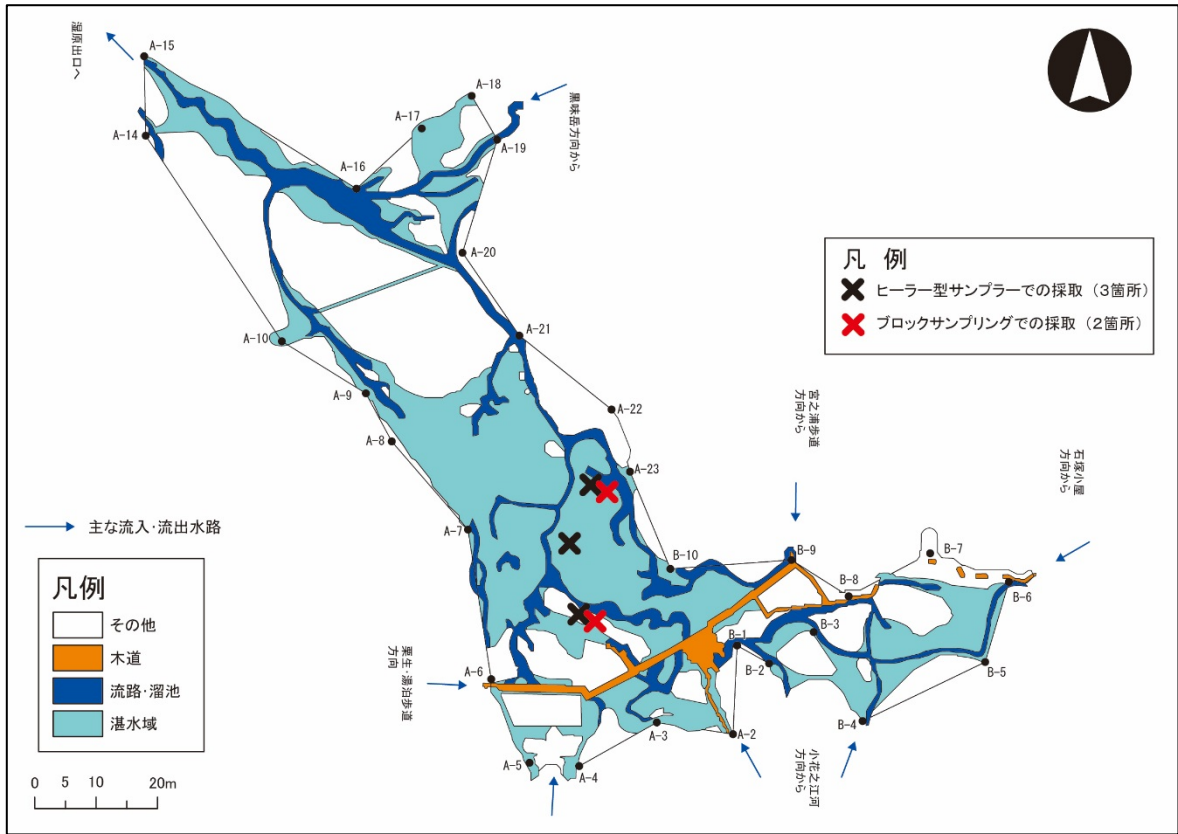 湿原出口へ
A-15
A-14
A-18
A-17
黒味岳方向から
A-19
A-16
A-20
凡 例
ヒーラー型サンプラーでの採取（3箇所）
ブロックサンプリングでの採取（2箇所）
A-21
A-10
A-9
A-22
A-8
A-23
宮之浦歩道
方向から
石塚小屋
方向から
主な流入・流出水路
A-7
B-10
B-9
B-7
B-8
B-6
凡例
その他
木道
流路・溜池
湛水域
B-1
B-3
B-2
B-5
栗生・湯泊歩道
方向
A-6
A-3
A-2
B-4
小花之江河
方向から
A-5
A-4
0 5 10 20m